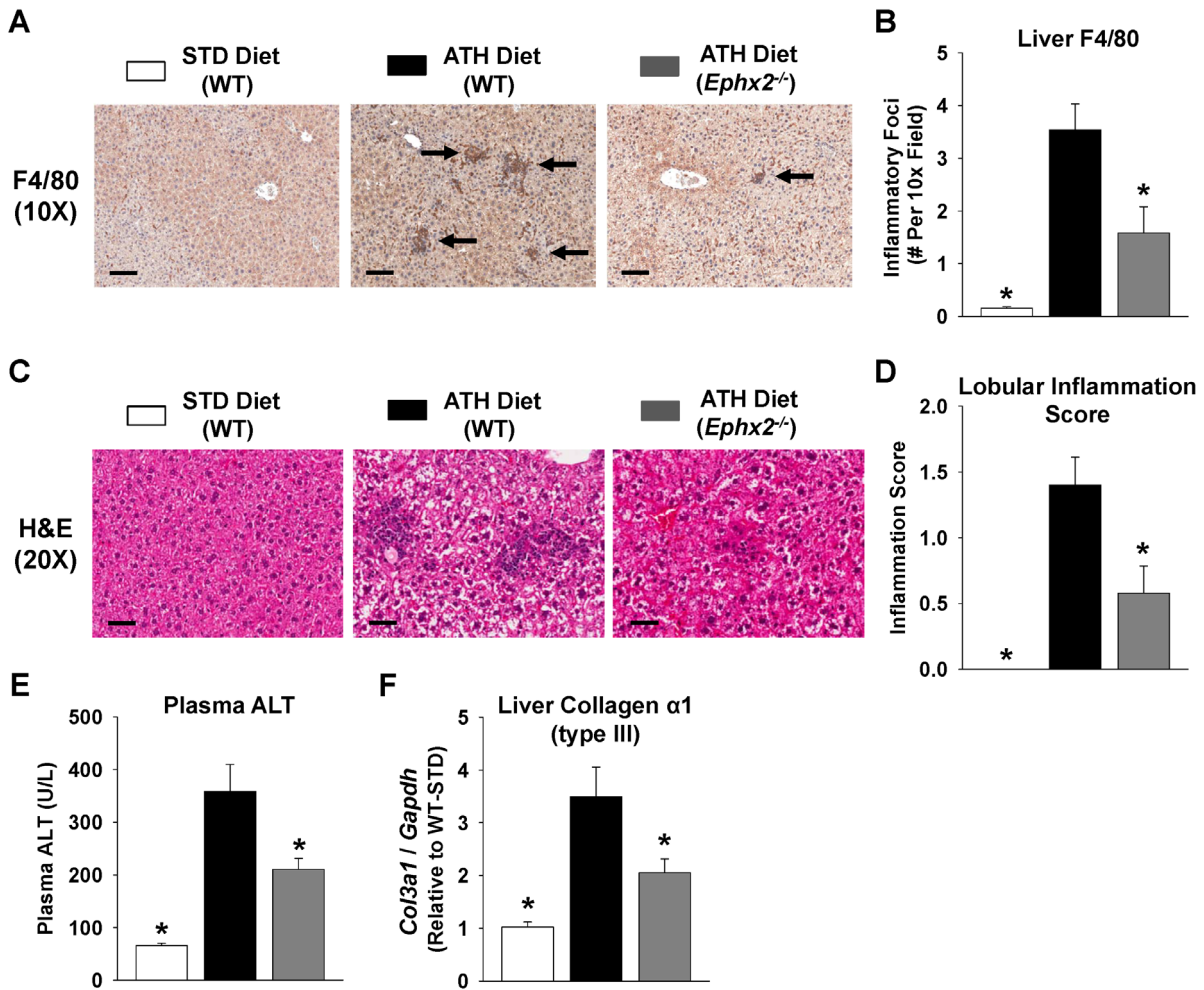 A
STD Diet
(WT)
ATH Diet
(WT)
ATH Diet
(Ephx2-/-)
F4/80
(10X)
B
Liver F4/80
Inflammatory Foci
(# Per 10x Field)
5
4
3
2
1
0
*
*
C
STD Diet
(WT)
ATH Diet
(WT)
ATH Diet
(Ephx2-/-)
H&E
(20X)
D
Lobular Inflammation
Score
Inflammation Score
2.0
1.5
1.0
0.5
0.0
*
*
E
Plasma ALT
Plasma ALT (U/L)
500
400
300
200
100
0
*
*
F
Liver Collagen α1
(type III)
Col3a1 / Gapdh
(Relative to WT-STD)
5
4
3
2
1
0
*
*